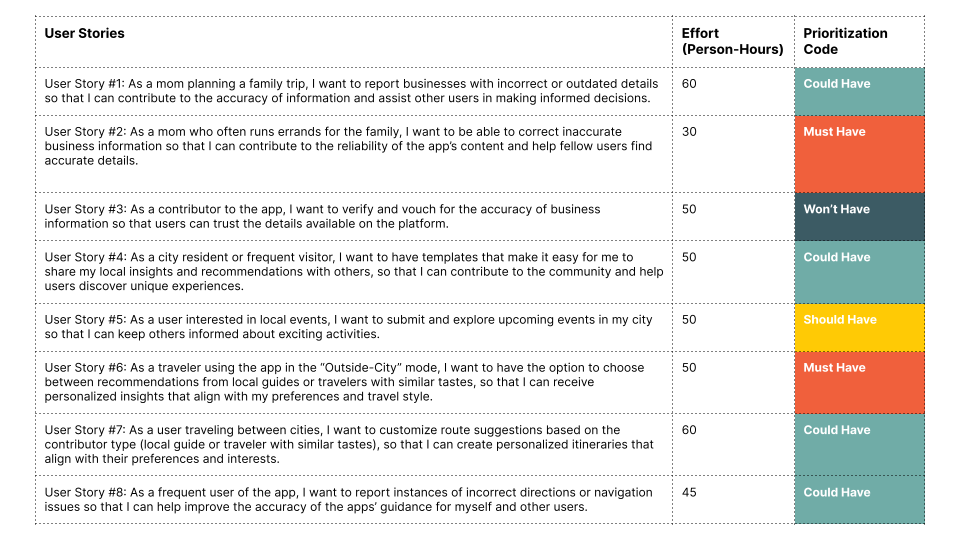 User Stories
Effort
(Person-Hours)
Prioritization
Code
User Story #1: As a mom planning a family trip, I want to report businesses with incorrect or outdated details
so that I can contribute to the accuracy of information and assist other users in making informed decisions.
60
Could Have
User Story #2: As a mom who often runs errands for the family, I want to be able to correct inaccurate
business information so that I can contribute to the reliability of the app’s content and help fellow users find
accurate details.
30
Must Have
User Story #3: As a contributor to the app, I want to verify and vouch for the accuracy of business
information so that users can trust the details available on the platform.
50
Won’t Have
User Story #4: As a city resident or frequent visitor, I want to have templates that make it easy for me to
share my local insights and recommendations with others, so that I can contribute to the community and help
users discover unique experiences.
50
Could Have
User Story #5: As a user interested in local events, I want to submit and explore upcoming events in my city
so that I can keep others informed about exciting activities.
50
Should Have
User Story #6: As a traveler using the app in the “Outside-City” mode, I want to have the option to choose
between recommendations from local guides or travelers with similar tastes, so that I can receive
personalized insights that align with my preferences and travel style.
50
Must Have
User Story #7: As a user traveling between cities, I want to customize route suggestions based on the
contributor type (local guide or traveler with similar tastes), so that I can create personalized itineraries that
align with their preferences and interests.
60
Could Have
User Story #8: As a frequent user of the app, I want to report instances of incorrect directions or navigation
issues so that I can help improve the accuracy of the apps’ guidance for myself and other users.
45
Could Have